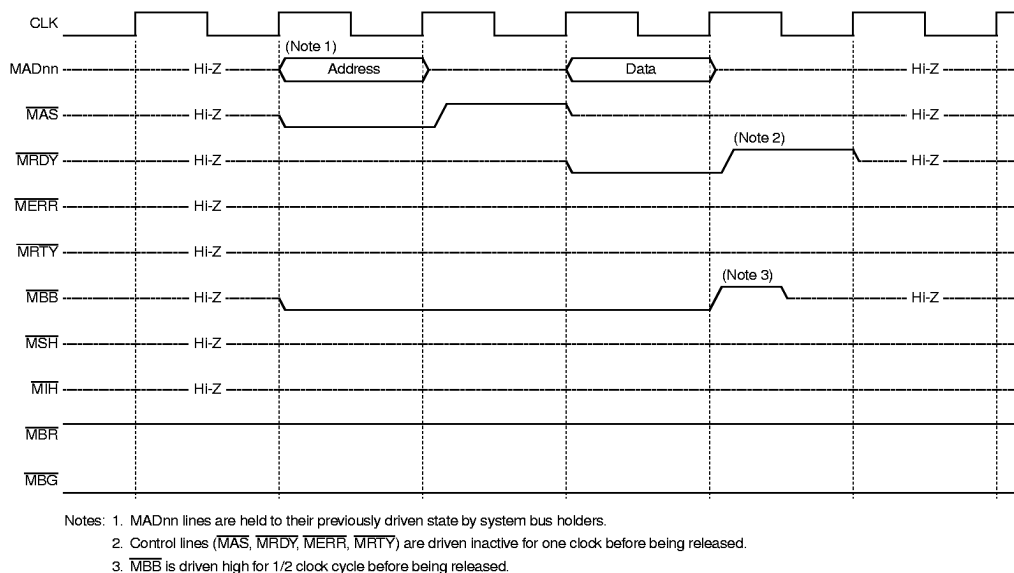 CLK
(Note 1)
MADnn Hi-Z Address Data Hi-Z
MAS Hi-Z Hi-Z
MRDY Hi-Z (Note 2) Hi-Z
MERR Hi-Z
MRTY Hi-Z
MBB Hi-Z (Note 3) Hi-Z
MSH Hi-Z
MIH Hi-Z
MBR
MBG
Notes: 1. MADnn lines are held to their previously driven state by system bus holders.
2. Control lines (MAS, MRDY, MERR, MRTY) are driven inactive for one clock before being released.
3. MBB is driven high for 1/2 clock cycle before being released.